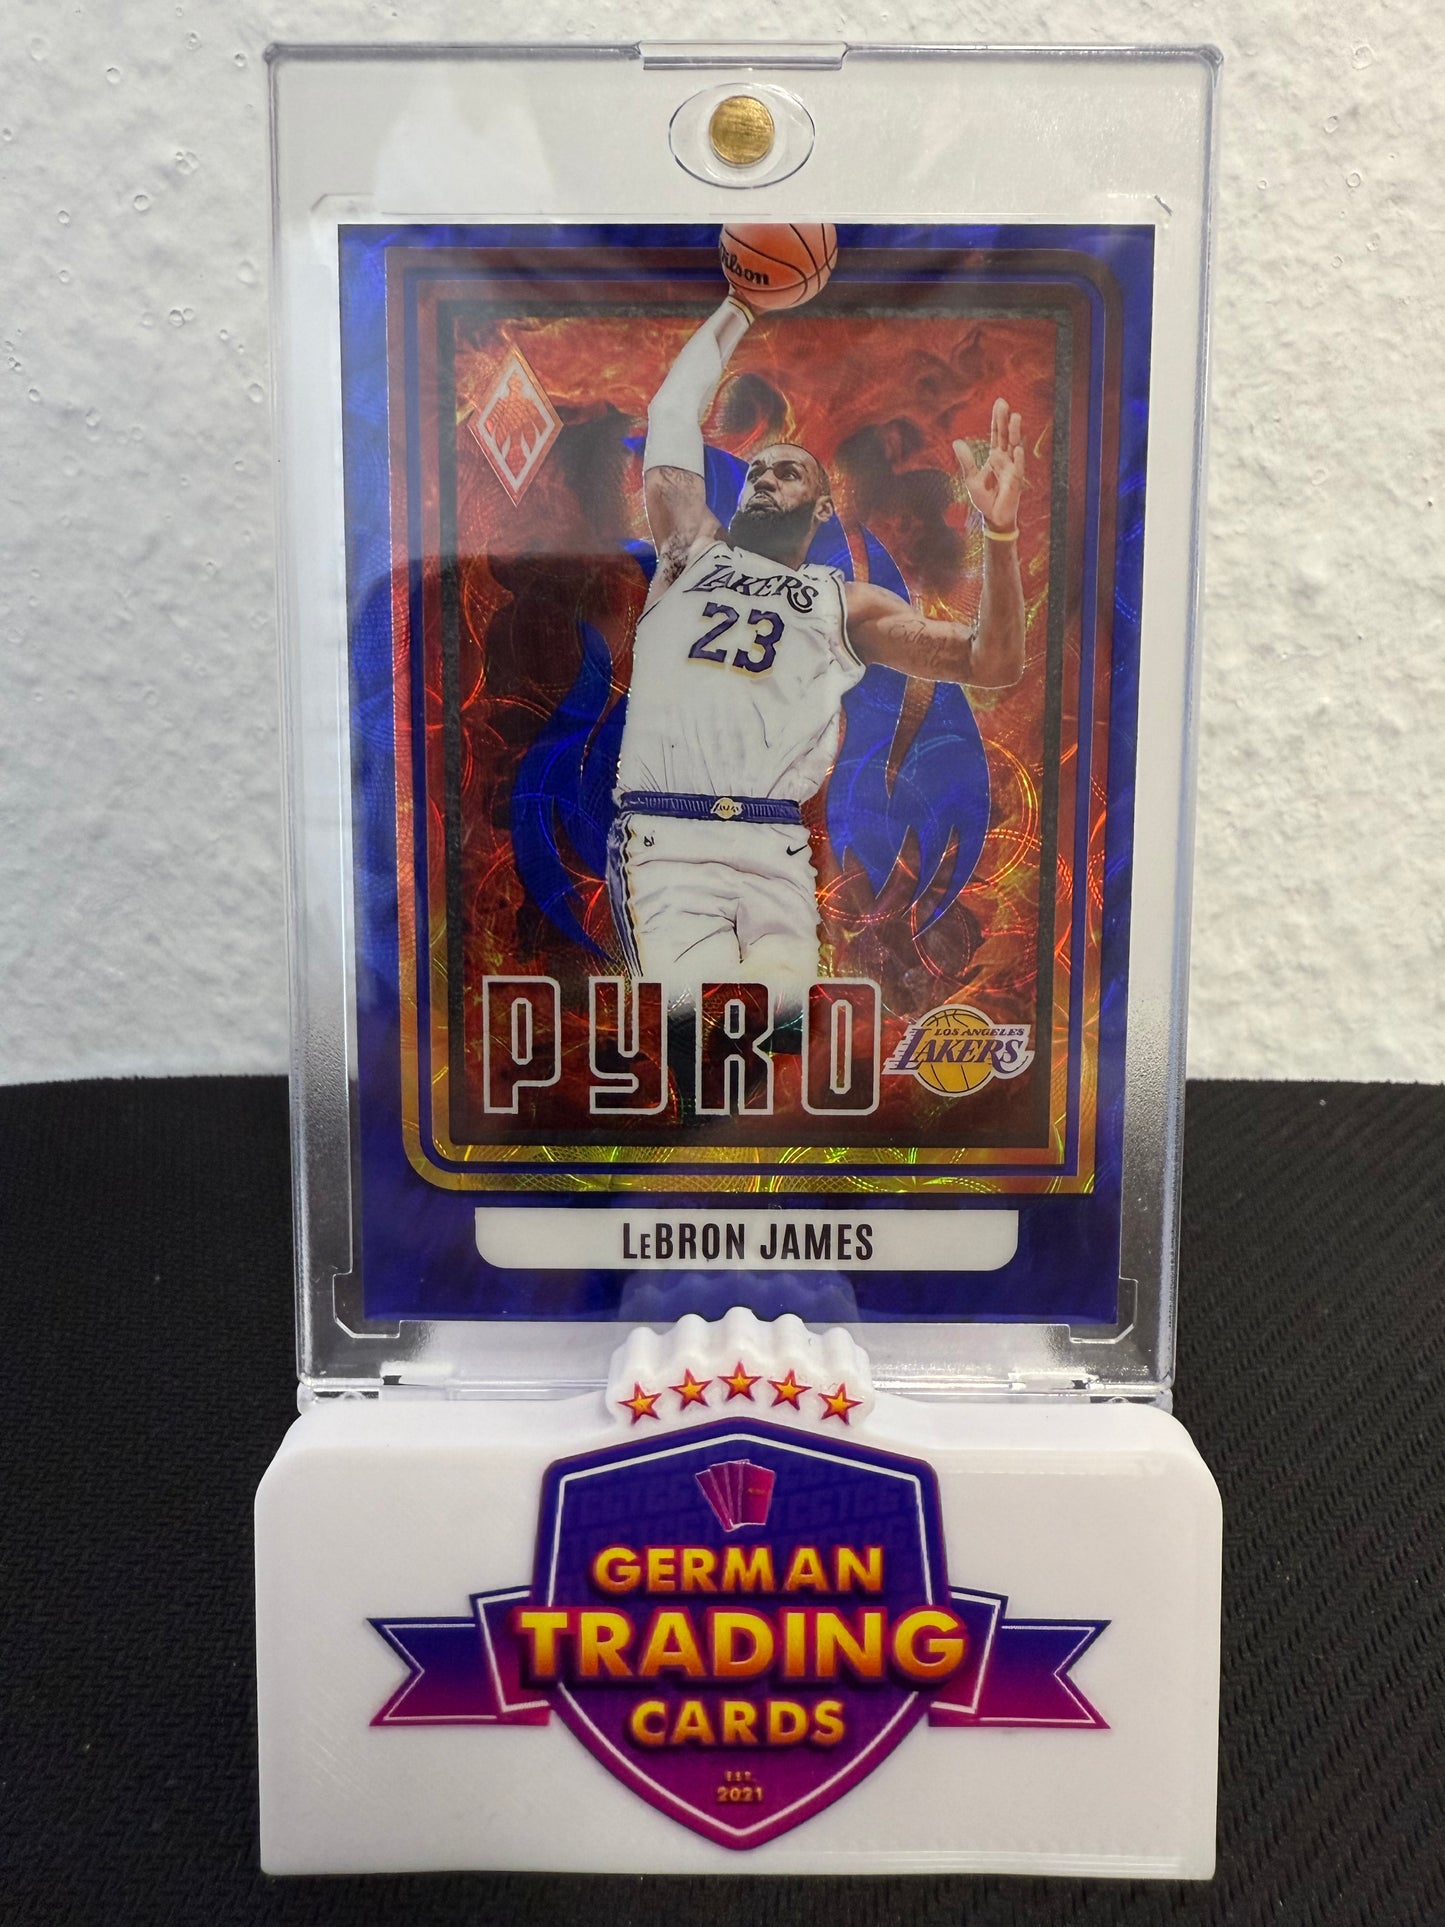 Wilson
LAKERS
23
PYRO
LOS ANGELES
LAKERS
LeBRON JAMES
GERMAN
TRADING
CARDS
EST.
2021